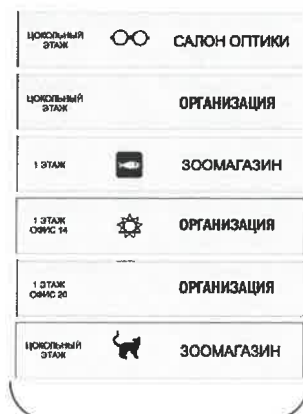 ЦОКОЛЬНЫЙ
ЭТАЖ
САЛОН ОПТИКИ
ЦОКОЛЬНЫЙ
ЭТАЖ
ОРГАНИЗАЦИЯ
1 ЭТАЖ
ЗООМАГАЗИН
1 ЭТАЖ
ОФИС 14
ОРГАНИЗАЦИЯ
1 ЭТАЖ
ОФИС 20
ОРГАНИЗАЦИЯ
ЦОКОЛЬНЫЙ
ЭТАЖ
ЗООМАГАЗИН